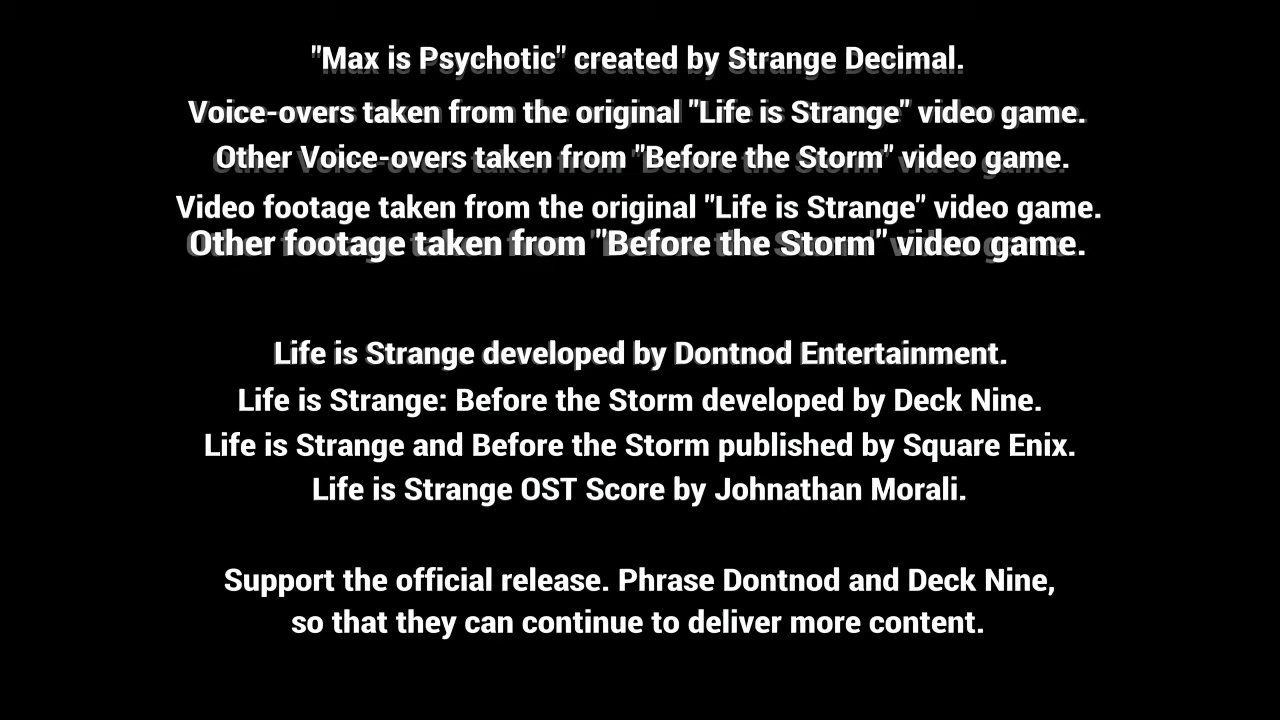 "Max is Psychotic" created by Strange Decimal.
Voice-overs taken from the original "Life is Strange" video game.
Other Voice-overs taken from "Before the Storm" video game.
Video footage taken from the original "Life is Strange" video game.
Other footage taken from "Before the Storm" video game.
Life is Strange developed by Dontnod Entertainment.
Life is Strange: Before the Storm developed by Deck Nine.
Life is Strange and Before the Storm published by Square Enix.
Life is Strange OST Score by Johnathan Morali.
Support the official release. Phrase Dontnod and Deck Nine,
so that they can continue to deliver more content.